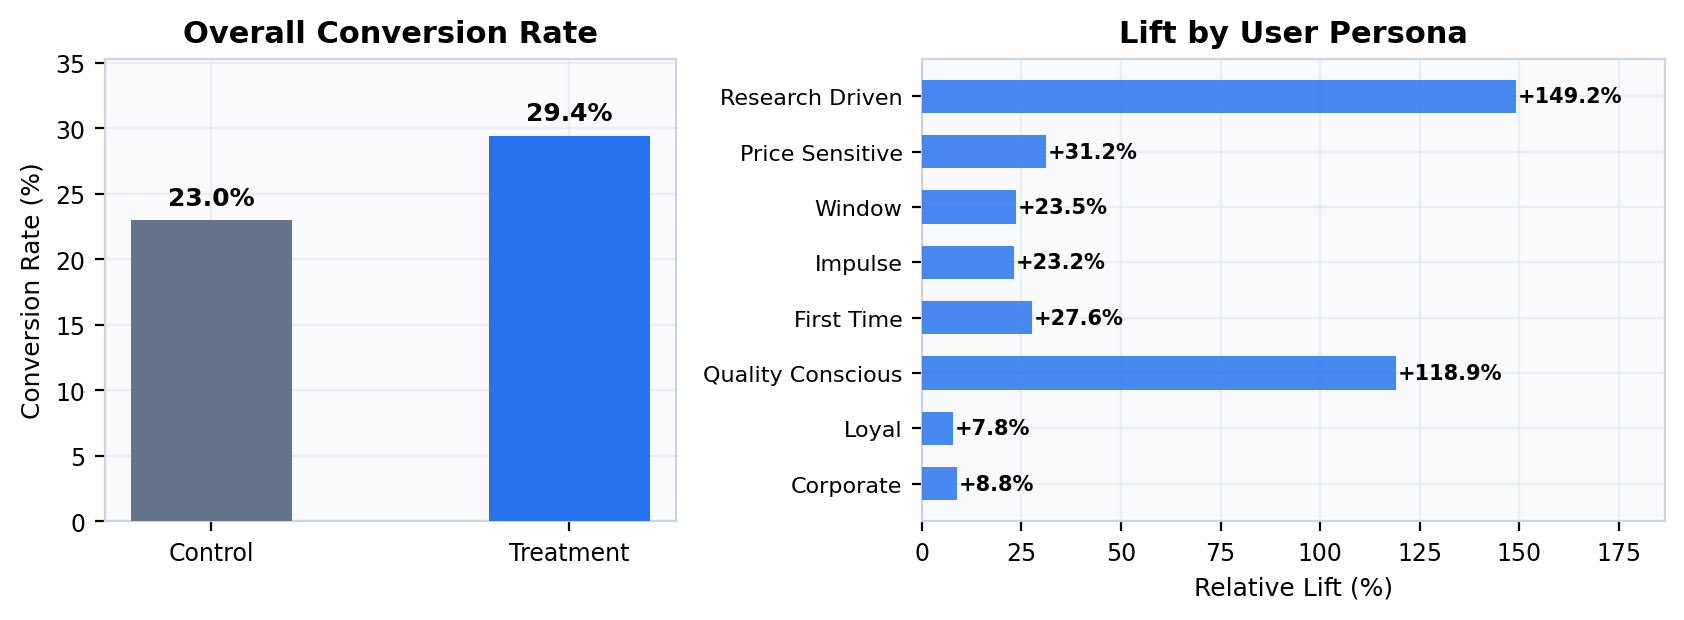 Overall Conversion Rate
Conversion Rate (%)
35
30
25
20
15
10
5
0
23.0%
29.4%
Control
Treatment
Lift by User Persona
Research Driven
+149.2%
Price Sensitive
+31.2%
Window
+23.5%
Impulse
+23.2%
First Time
+27.6%
Quality Conscious
+118.9%
Loyal
+7.8%
Corporate
+8.8%
0
25
50
75
100
125
150
175
Relative Lift (%)